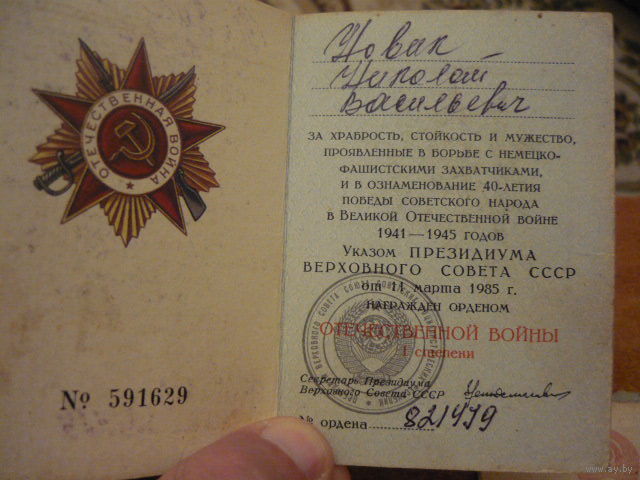 ОТЕЧЕСТВЕННАЯ ВОЙНА
№ 591629
Новак
Николай
Васильевич
ЗА ХРАБРОСТЬ, СТОЙКОСТЬ И МУЖЕСТВО,
ПРОЯВЛЕННЫЕ В БОРЬБЕ С НЕМЕЦКО-
ФАШИСТСКИМИ ЗАХВАТЧИКАМИ,
И В ОЗНАМЕНОВАНИЕ 40-ЛЕТИЯ
ПОБЕДЫ СОВЕТСКОГО НАРОДА
В ВЕЛИКОЙ ОТЕЧЕСТВЕННОЙ ВОЙНЕ
1941—1945 ГОДОВ
УКАЗОМ ПРЕЗИДИУМА
ВЕРХОВНОГО СОВЕТА СССР
от 11 марта 1985 г.
НАГРАЖДЕН ОРДЕНОМ
ОТЕЧЕСТВЕННОЙ ВОЙНЫ
I степени
Секретарь Президиума
Верховного Совета СССР
№ ордена 821479
www.ay.by